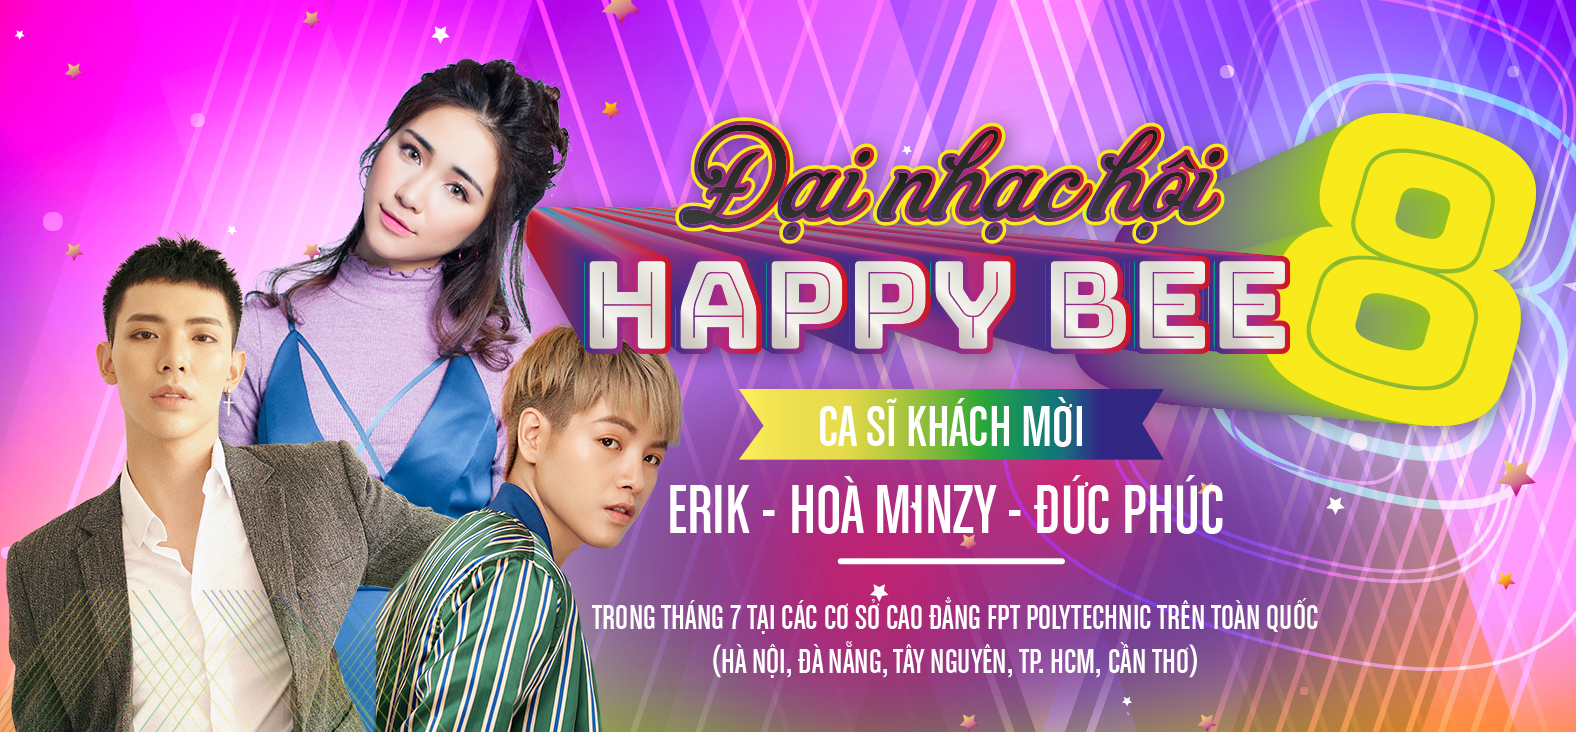 Đại nhạc hội
HAPPY BEE 8
CA SĨ KHÁCH MỜI
ERIK - HOÀ MINZY - ĐỨC PHÚC
TRONG THÁNG 7 TẠI CÁC CƠ SỞ CAO ĐẲNG FPT POLYTECHNIC TRÊN TOÀN QUỐC
(HÀ NỘI, ĐÀ NẴNG, TÂY NGUYÊN, TP. HCM, CẦN THƠ)